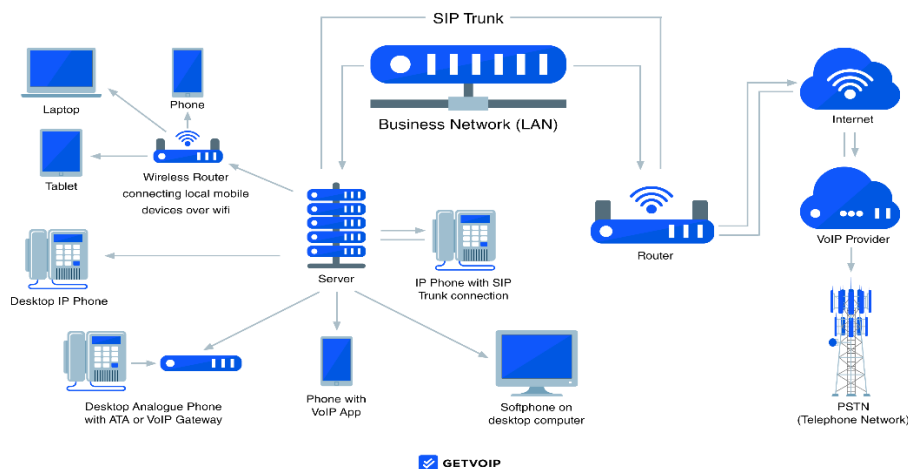 SIP Trunk
Business Network (LAN)
Laptop
Phone
Internet
Tablet
Wireless Router
connecting local mobile
devices over wifi
VoIP Provider
Router
Server
IP Phone with SIP
Trunk connection
Desktop IP Phone
Desktop Analogue Phone
with ATA or VoIP Gateway
Phone with
VoIP App
Softphone on
desktop computer
PSTN
(Telephone Network)
GETVOIP